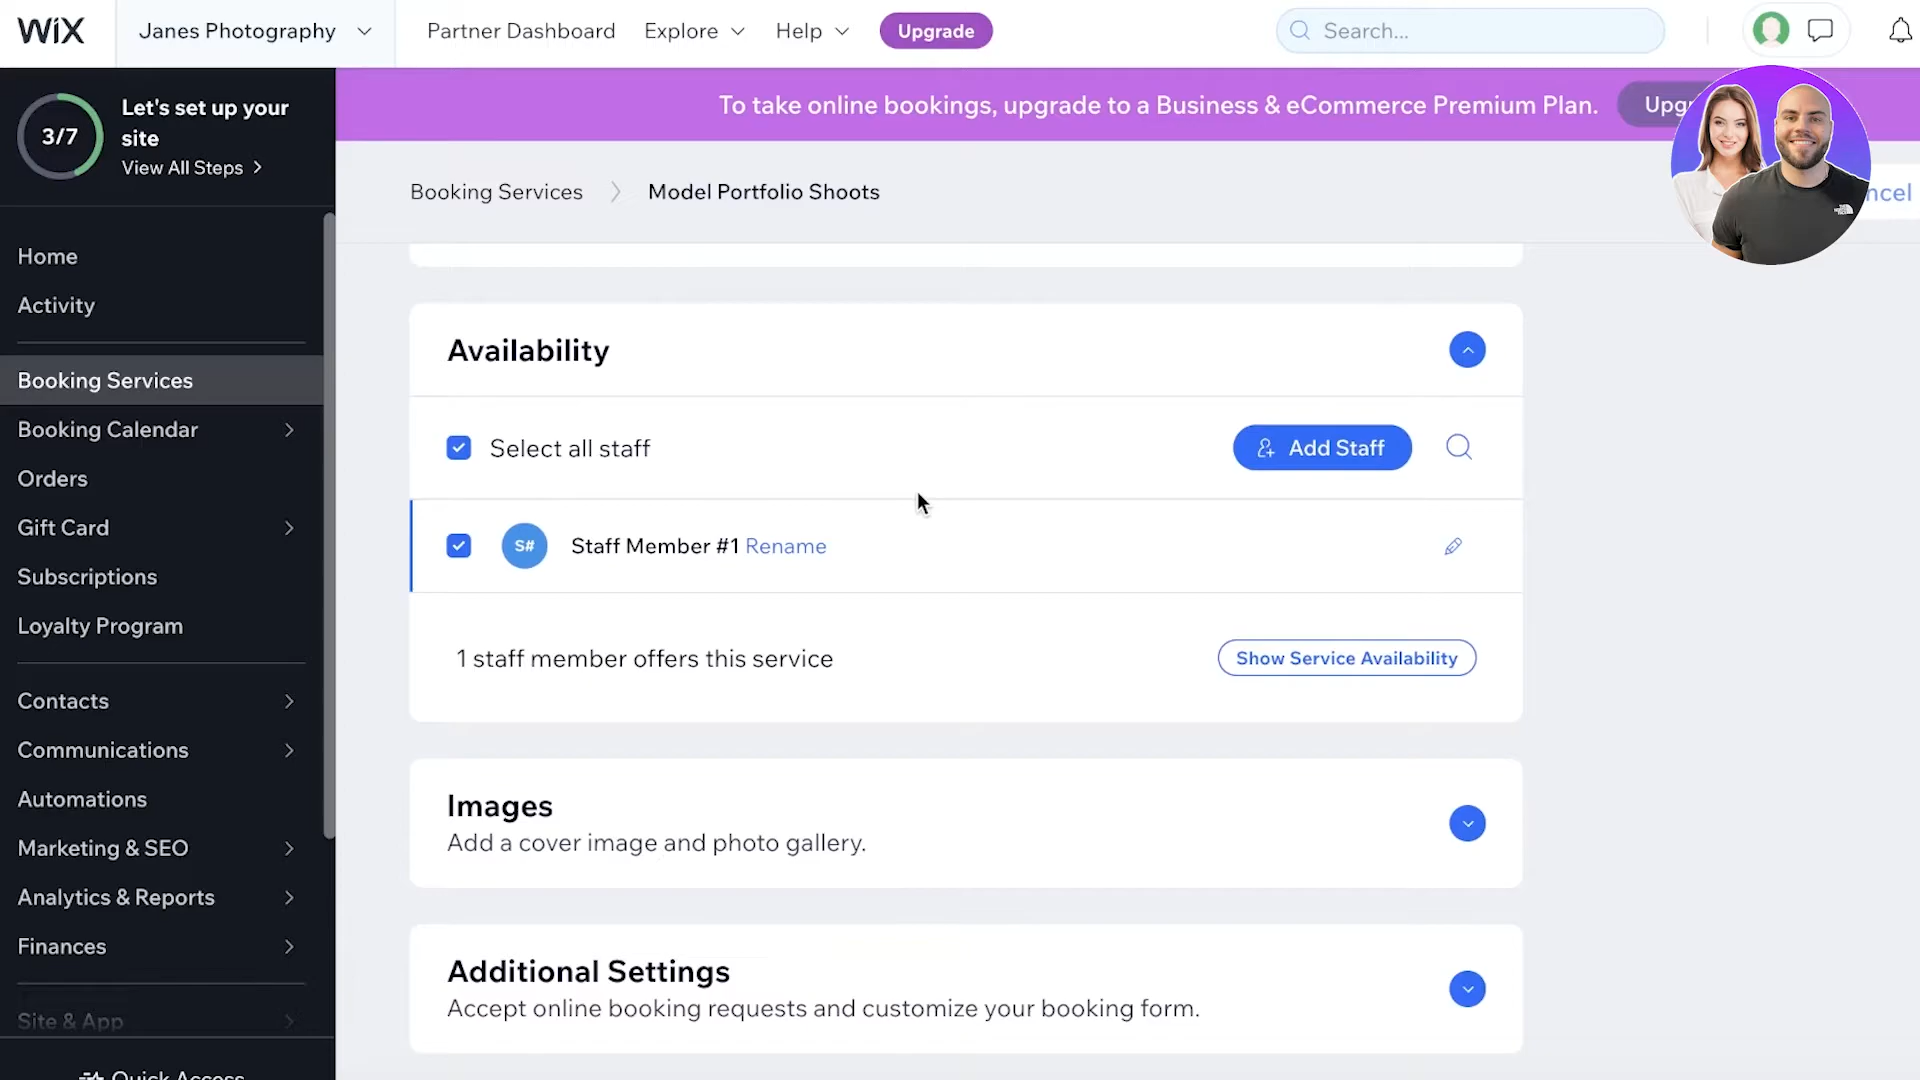 WiX
Janes Photography
Partner Dashboard
Explore
Help
Upgrade
Search...
3/7
Let's set up your
site
View All Steps
To take online bookings, upgrade to a Business & eCommerce Premium Plan.
Booking Services
Model Portfolio Shoots
Home
Activity
Booking Services
Booking Calendar
Orders
Gift Card
Subscriptions
Loyalty Program
Contacts
Communications
Automations
Marketing & SEO
Analytics & Reports
Finances
Site & App
Quick Access
Availability
Select all staff
Add Staff
S#
Staff Member #1 Rename
1 staff member offers this service
Show Service Availability
Images
Add a cover image and photo gallery.
Additional Settings
Accept online booking requests and customize your booking form.